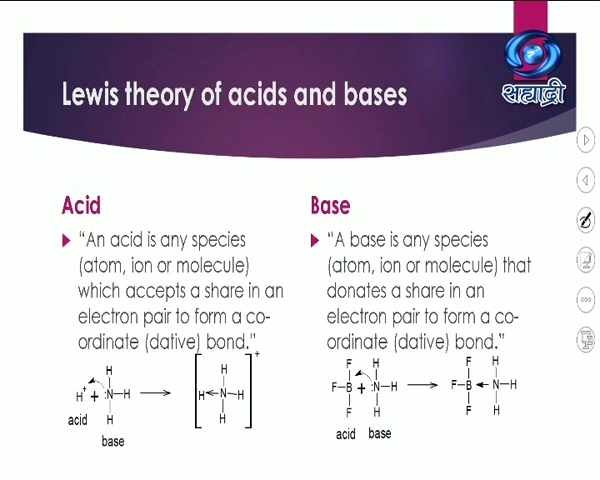 Lewis theory of acids and bases
सह्याद्री
Acid
"An acid is any species
(atom, ion or molecule)
which accepts a share in an
electron pair to form a co-
ordinate (dative) bond."
H
H+ + :N—H
H
acid
base
H
H←N—H
H
+
Base
"A base is any species
(atom, ion or molecule) that
donates a share in an
electron pair to form a co-
ordinate (dative) bond."
F H
F—B + :N—H
F H
acid base
F H
F—B←N—H
F H